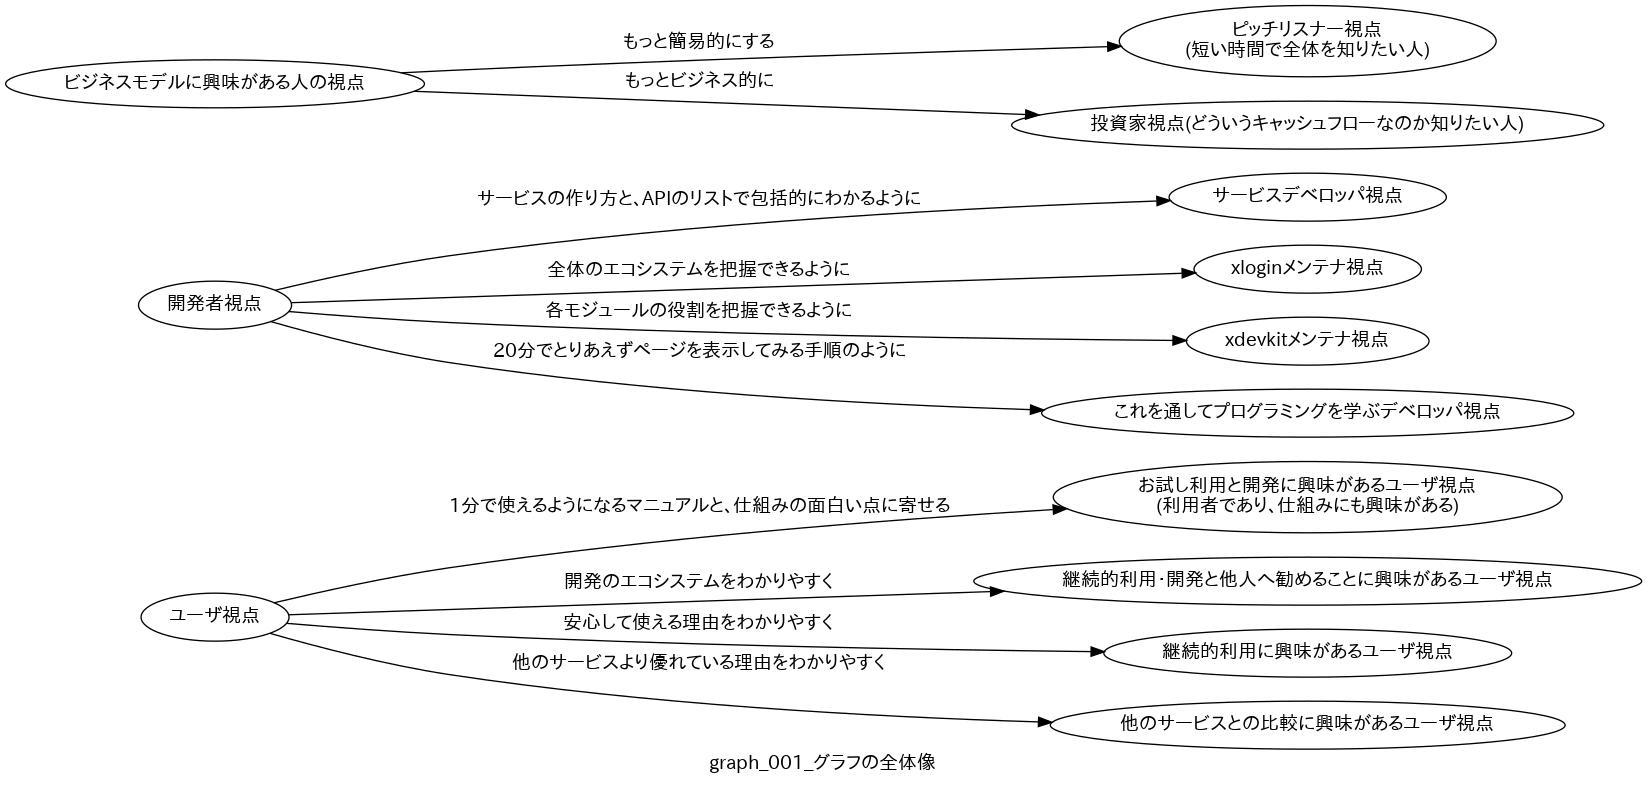 ビジネスモデルに興味がある人の視点
もっと簡易的にする
ピッチリスナー視点
(短い時間で全体を知りたい人)
もっとビジネス的に
投資家視点(どういうキャッシュフローなのか知りたい人)
開発者視点
サービスの作り方と、APIのリストで包括的にわかるように
サービスデベロッパ視点
全体のエコシステムを把握できるように
xloginメンテナ視点
各モジュールの役割を把握できるように
xdevkitメンテナ視点
20分でとりあえずページを表示してみる手順のように
これを通してプログラミングを学ぶデベロッパ視点
ユーザ視点
1分で使えるようになるマニュアルと、仕組みの面白い点に寄せる
お試し利用と開発に興味があるユーザ視点
(利用者であり、仕組みにも興味がある)
開発のエコシステムをわかりやすく
継続的利用・開発と他人へ勧めることに興味があるユーザ視点
安心して使える理由をわかりやすく
継続的利用に興味があるユーザ視点
他のサービスより優れている理由をわかりやすく
他のサービスとの比較に興味があるユーザ視点
graph_001_グラフの全体像